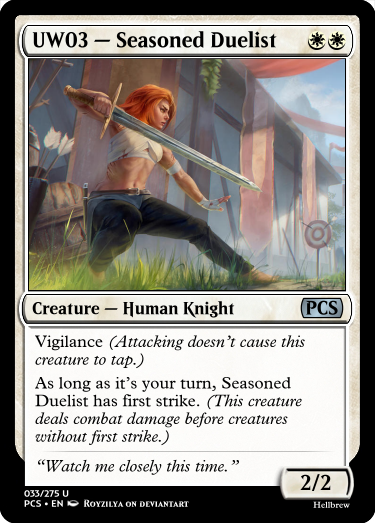 UW03 — Seasoned Duelist
Creature — Human Knight
PCS
Vigilance (Attacking doesn't cause this
creature to tap.)
As long as it's your turn, Seasoned
Duelist has first strike. (This creature
deals combat damage before creatures
without first strike.)
"Watch me closely this time."
2/2
033/275 U
PCS • EN Royzilya on deviantart
Hellbrew